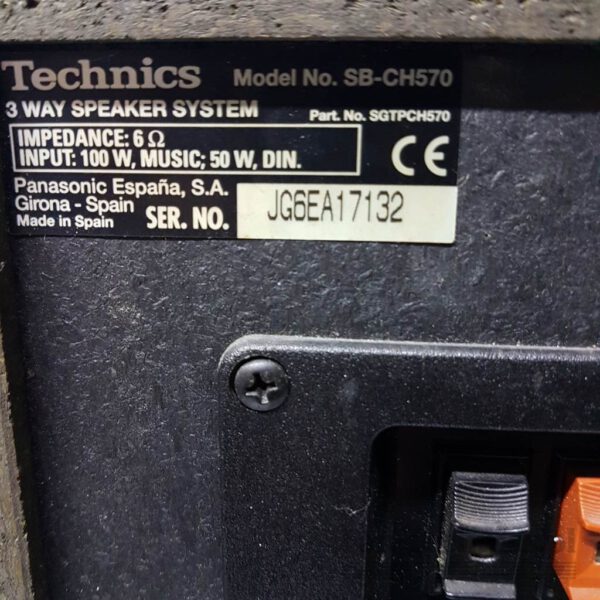 Technics Model No. SB-CH570
3 WAY SPEAKER SYSTEM Part. No. SGTPCH570
IMPEDANCE: 6 Ω
INPUT: 100 W, MUSIC; 50 W, DIN.
CE
Panasonic España, S.A.
Girona - Spain
Made in Spain SER. NO. JG6EA17132